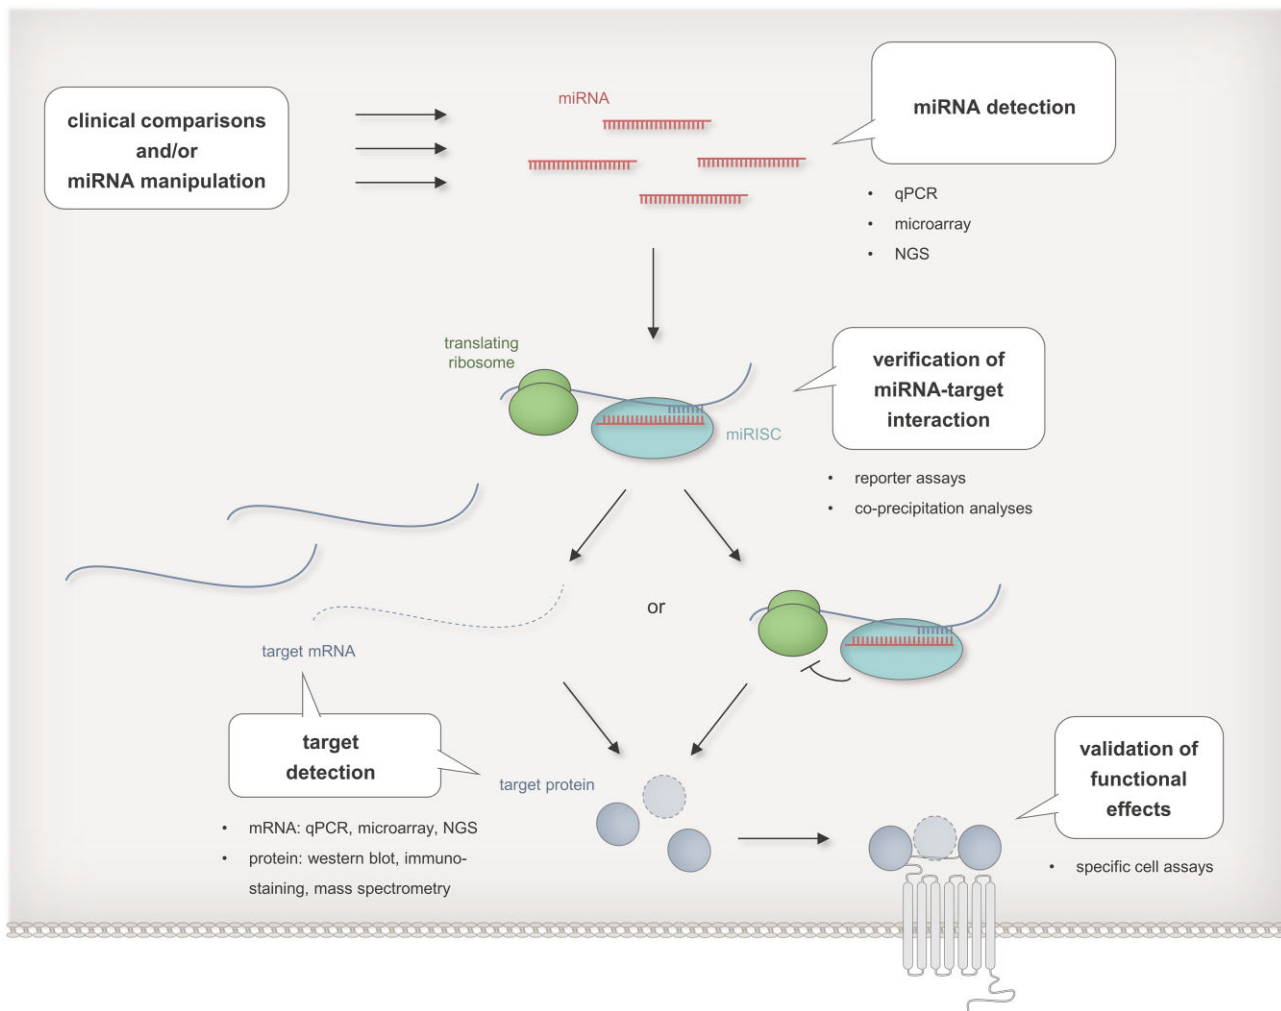 clinical comparisons
and/or
miRNA manipulation
miRNA
miRNA detection
• qPCR
• microarray
• NGS
translating
ribosome
miRISC
verification of
miRNA-target
interaction
• reporter assays
• co-precipitation analyses
or
target mRNA
target
detection
• mRNA: qPCR, microarray, NGS
• protein: western blot, immuno-
staining, mass spectrometry
target protein
validation of
functional
effects
• specific cell assays